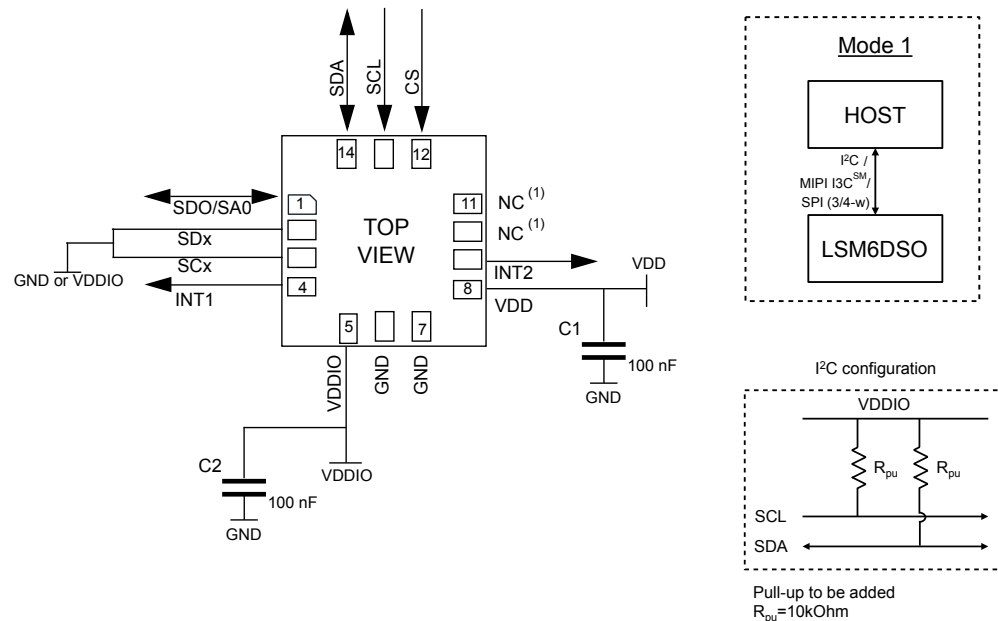 SDA
SCL
CS
14
12
1
SDO/SA0
SDx
SCx
GND or VDDIO
INT1
4
TOP
VIEW
11
NC (1)
NC (1)
INT2
8
VDD
VDD
5
7
VDDIO
GND
GND
C1
100 nF
GND
C2
100 nF
GND
VDDIO
Mode 1
HOST
I²C /
MIPI I3C℠/
SPI (3/4-w)
LSM6DSO
I²C configuration
VDDIO
Rpu
Rpu
SCL
SDA
Pull-up to be added
Rpu=10kOhm